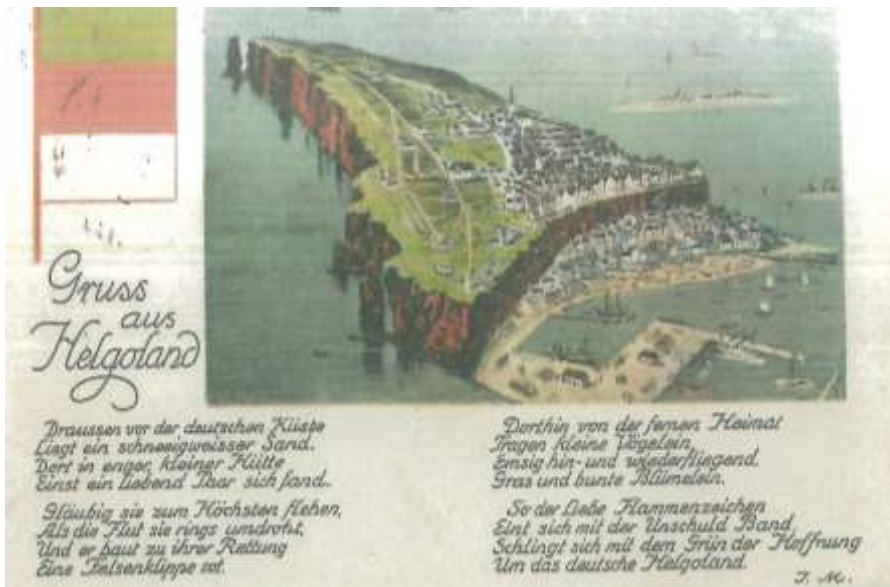 Gruss
aus
Helgoland
Draussen vor der deutschen Küste
Liegt ein schneeigweisser Sand.
Dort in enger, kleiner Hütte
Einst ein liebend Paar sich fand.
Gläubig sie zum Höchsten flehen,
Als die Flut sie rings umdroht,
Und er baut zu ihrer Rettung
Eine Felsenklippe rot.
Dorthin von der fernen Heimat
Tragen kleine Vögelein,
Emsig hin- und wiederfliegend,
Gras und bunte Blümelein.
So der Liebe Flammenzeichen
Eint sich mit der Unschuld Band,
Schlingt sich mit dem Grün der Hoffnung
Um das deutsche Helgoland.
J. M.